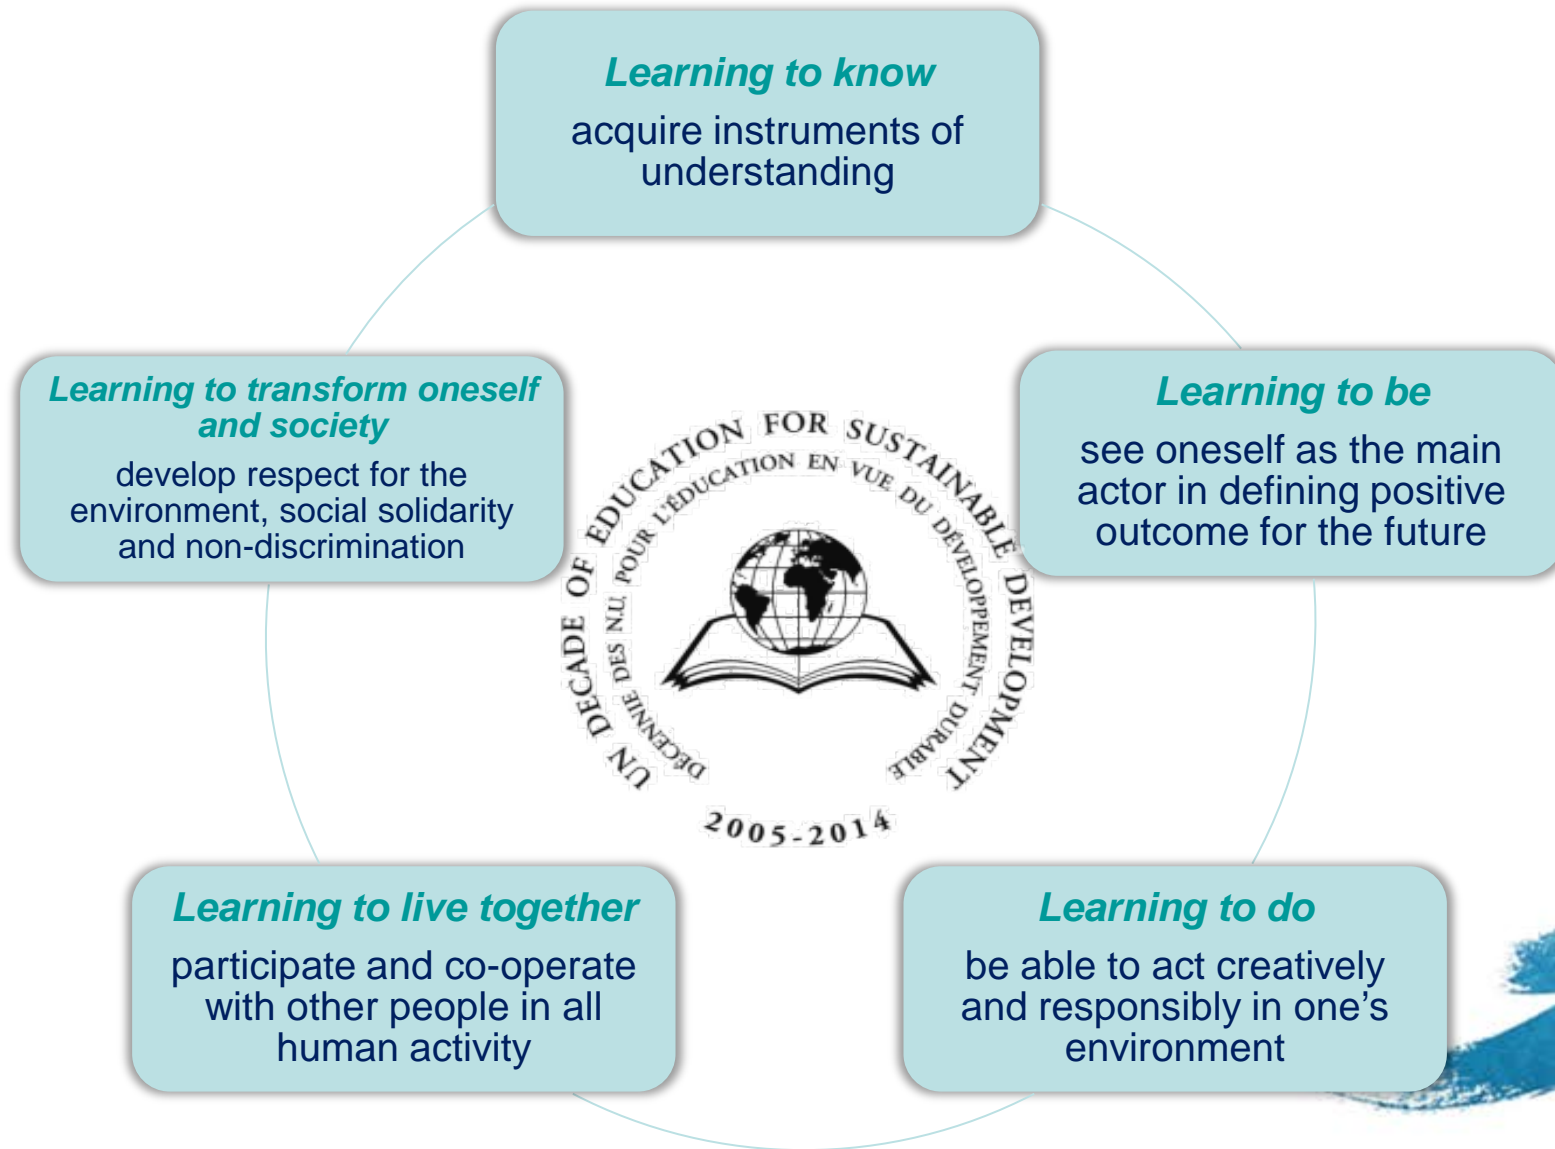 Learning to know
acquire instruments of
understanding
Learning to transform oneself
and society
develop respect for the
environment, social solidarity
and non-discrimination
Learning to be
see oneself as the main
actor in defining positive
outcome for the future
UN DECADE OF EDUCATION FOR SUSTAINABLE DEVELOPMENT
DÉCENNIE DES N.U. POUR L'ÉDUCATION EN VUE DU DÉVELOPPEMENT DURABLE
2005-2014
Learning to live together
participate and co-operate
with other people in all
human activity
Learning to do
be able to act creatively
and responsibly in one’s
environment